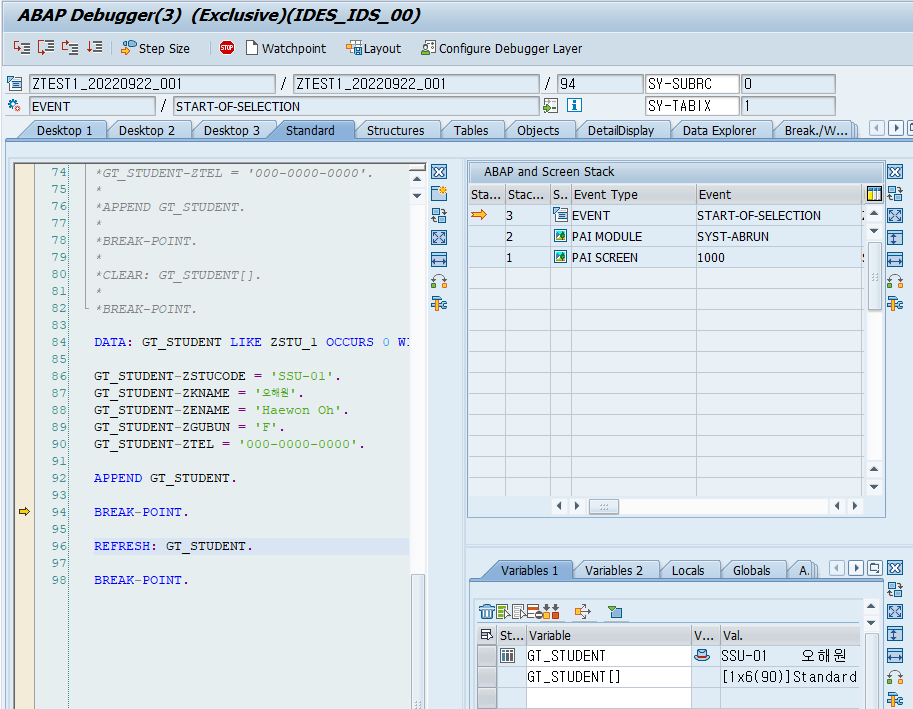 ABAP Debugger(3)  (Exclusive)(IDES_IDS_00)
Step Size STOP Watchpoint Layout Configure Debugger Layer
ZTEST1_20220922_001 / ZTEST1_20220922_001 / 94 SY-SUBRC 0
EVENT / START-OF-SELECTION SY-TABIX 1
Desktop 1 Desktop 2 Desktop 3 Standard Structures Tables Objects DetailDisplay Data Explorer Break./W...
74 *GT_STUDENT-ZTEL = '000-0000-0000'.
75 *
76 *APPEND GT_STUDENT.
77 *
78 *BREAK-POINT.
79 *
80 *CLEAR: GT_STUDENT[].
81 *
82 *BREAK-POINT.
83
84 DATA: GT_STUDENT LIKE ZSTU_1 OCCURS 0 WI
85
86 GT_STUDENT-ZSTUCODE = 'SSU-01'.
87 GT_STUDENT-ZKNAME = '오해원'.
88 GT_STUDENT-ZENAME = 'Haewon Oh'.
89 GT_STUDENT-ZGUBUN = 'F'.
90 GT_STUDENT-ZTEL = '000-0000-0000'.
91
92 APPEND GT_STUDENT.
93
94 BREAK-POINT.
95
96 REFRESH: GT_STUDENT.
97
98 BREAK-POINT.
ABAP and Screen Stack
Sta... Stac... S.. Event Type Event
3 EVENT START-OF-SELECTION
2 PAI MODULE SYST-ABRUN
1 PAI SCREEN 1000
Variables 1 Variables 2 Locals Globals A.
St... Variable V... Val.
GT_STUDENT SSU-01 오해원
GT_STUDENT[] [1x6(90)]Standard